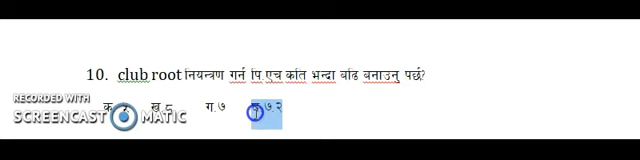 10. club root नियन्त्रण गर्न पि.एच कति भन्दा बढि बनाउनु पर्छ?
RECORDED WITH
ग.७ ७.२
SCREENCAST MATIC